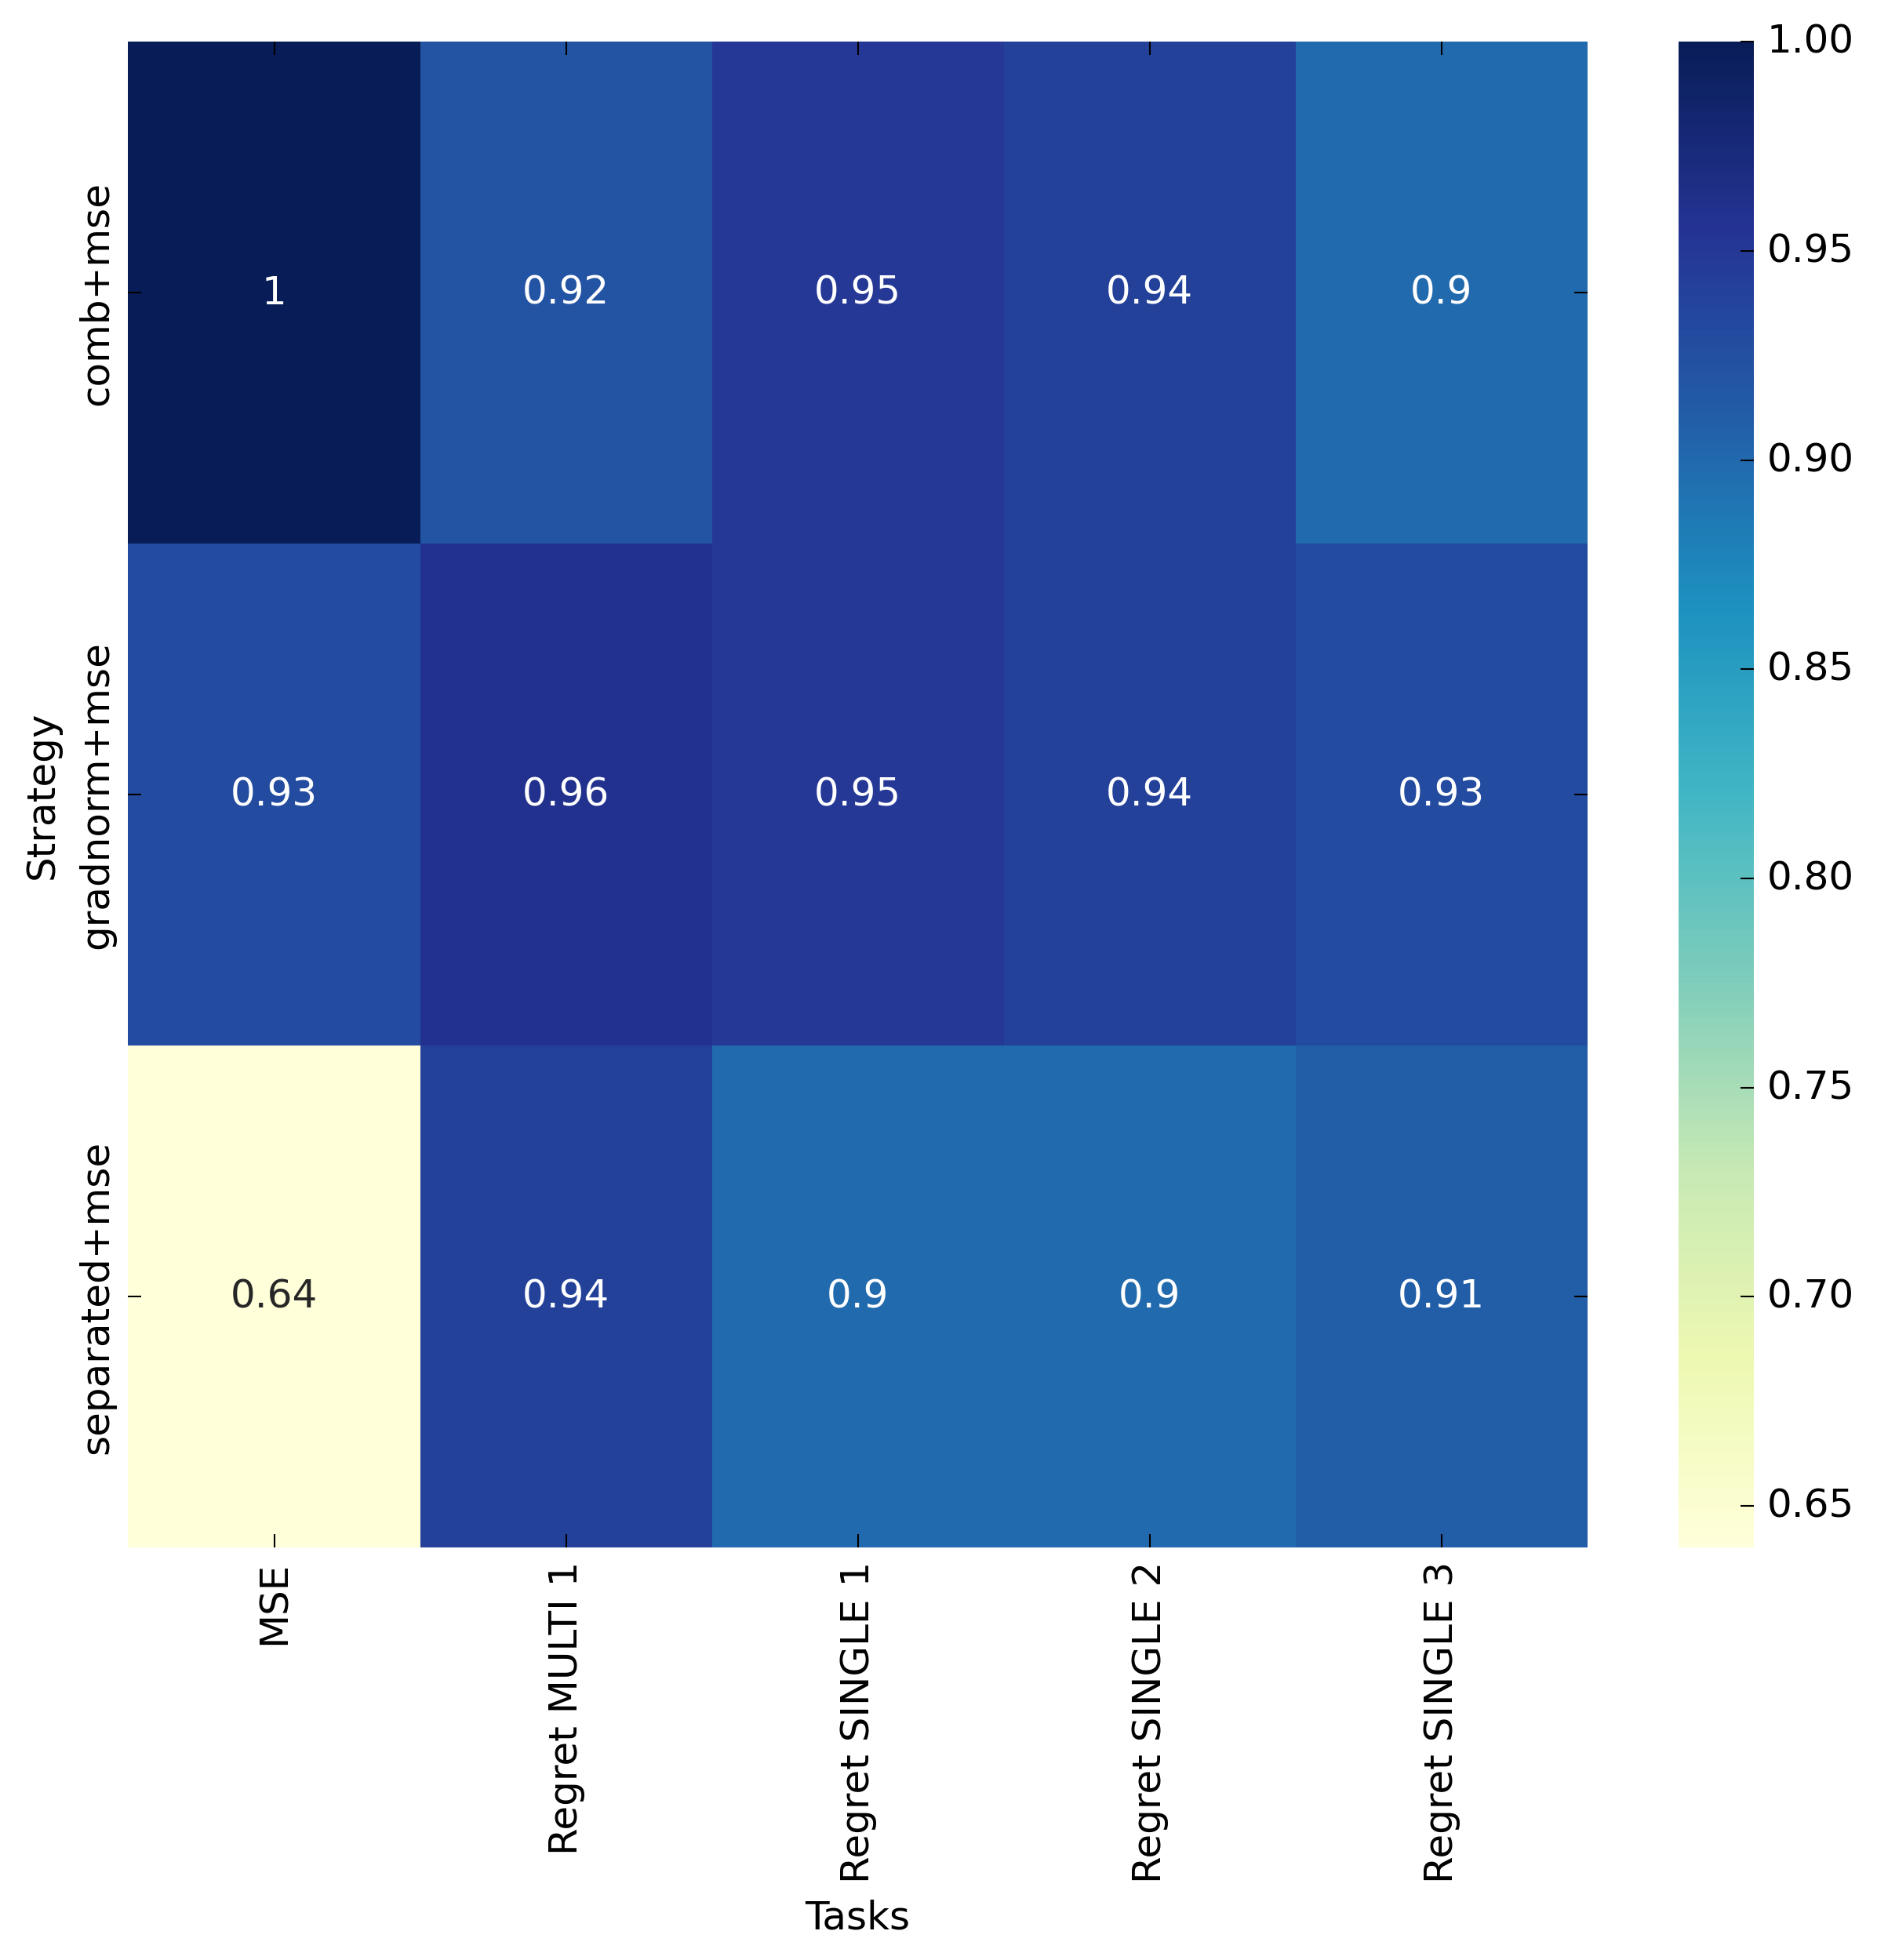 Strategy
comb+mse
1 0.92 0.95 0.94 0.9
gradnorm+mse
0.93 0.96 0.95 0.94 0.93
separated+mse
0.64 0.94 0.9 0.9 0.91
MSE
Regret MULTI 1
Regret SINGLE 1
Regret SINGLE 2
Regret SINGLE 3
Tasks
1.00
0.95
0.90
0.85
0.80
0.75
0.70
0.65